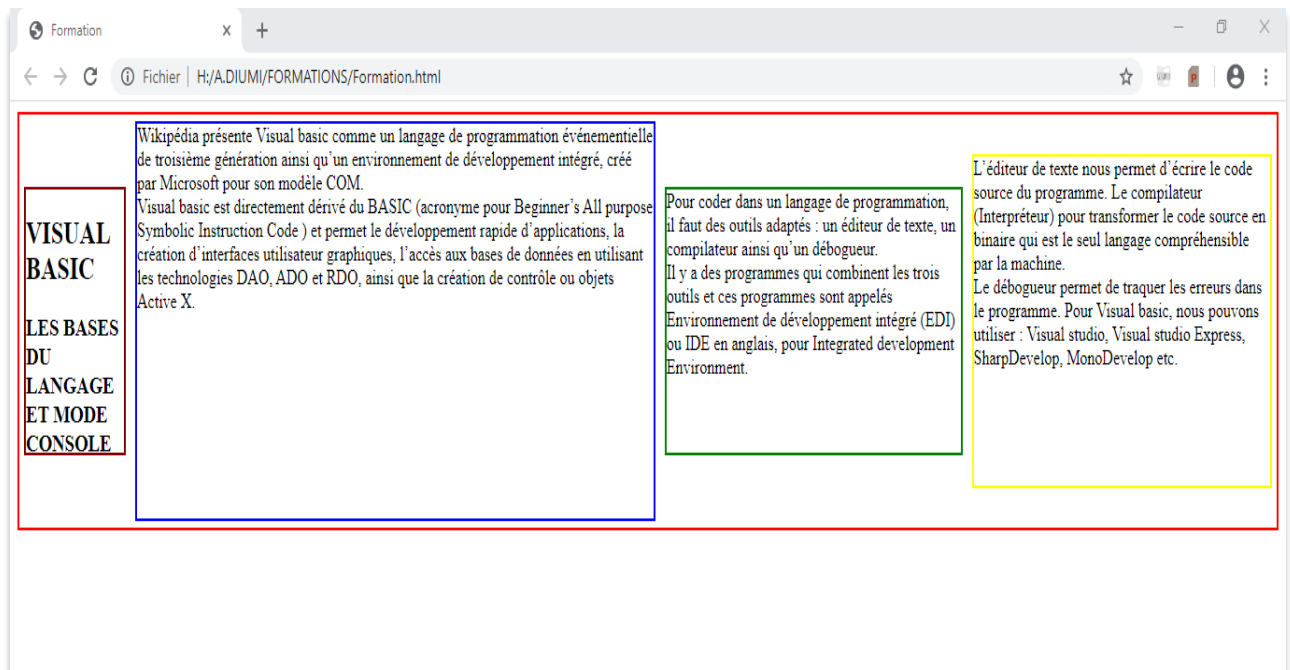 Formation
Fichier H:/A.DIUMI/FORMATIONS/Formation.html
VISUAL
BASIC
LES BASES
DU
LANGAGE
ET MODE
CONSOLE
Wikipédia présente Visual basic comme un langage de programmation événementielle
de troisième génération ainsi qu’un environnement de développement intégré, créé
par Microsoft pour son modèle COM.
Visual basic est directement dérivé du BASIC (acronyme pour Beginner’s All purpose
Symbolic Instruction Code ) et permet le développement rapide d’applications, la
création d’interfaces utilisateur graphiques, l’accès aux bases de données en utilisant
les technologies DAO, ADO et RDO, ainsi que la création de contrôle ou objets
Active X.
Pour coder dans un langage de programmation,
il faut des outils adaptés : un éditeur de texte, un
compilateur ainsi qu’un débogueur.
Il y a des programmes qui combinent les trois
outils et ces programmes sont appelés
Environnement de développement intégré (EDI)
ou IDE en anglais, pour Integrated development
Environment.
L’éditeur de texte nous permet d’écrire le code
source du programme. Le compilateur
(Interpréteur) pour transformer le code source en
binaire qui est le seul langage compréhensible
par la machine.
Le débogueur permet de traquer les erreurs dans
le programme. Pour Visual basic, nous pouvons
utiliser : Visual studio, Visual studio Express,
SharpDevelop, MonoDevelop etc.